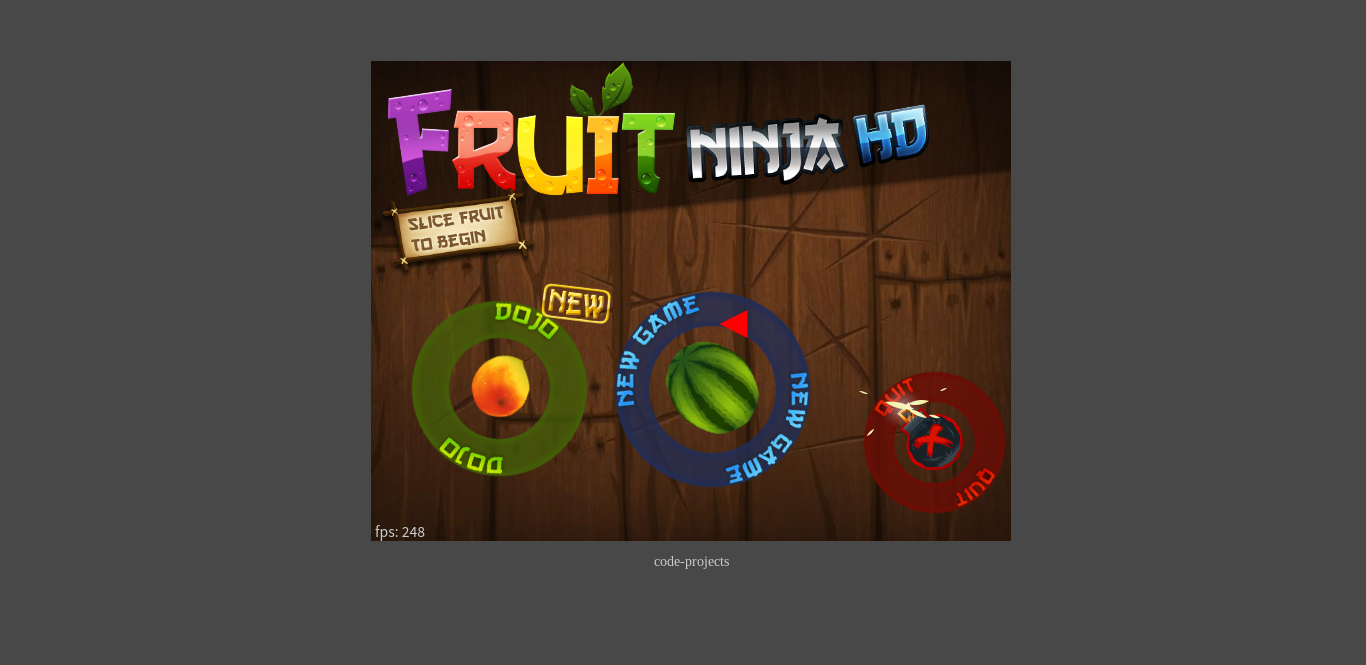 FRUIT NINJA HD
SLICE FRUIT
TO BEGIN
NEW
DOJO
DOJO
NEW GAME
NEW GAME
QUIT
QUIT
fps: 248
code-projects